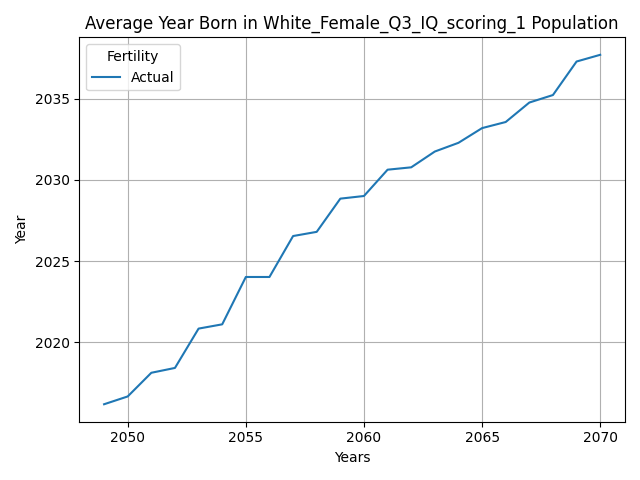 Average Year Born in White_Female_Q3_IQ_scoring_1 Population
Fertility
Actual
2035
2030
2025
2020
Year
2050 2055 2060 2065 2070
Years